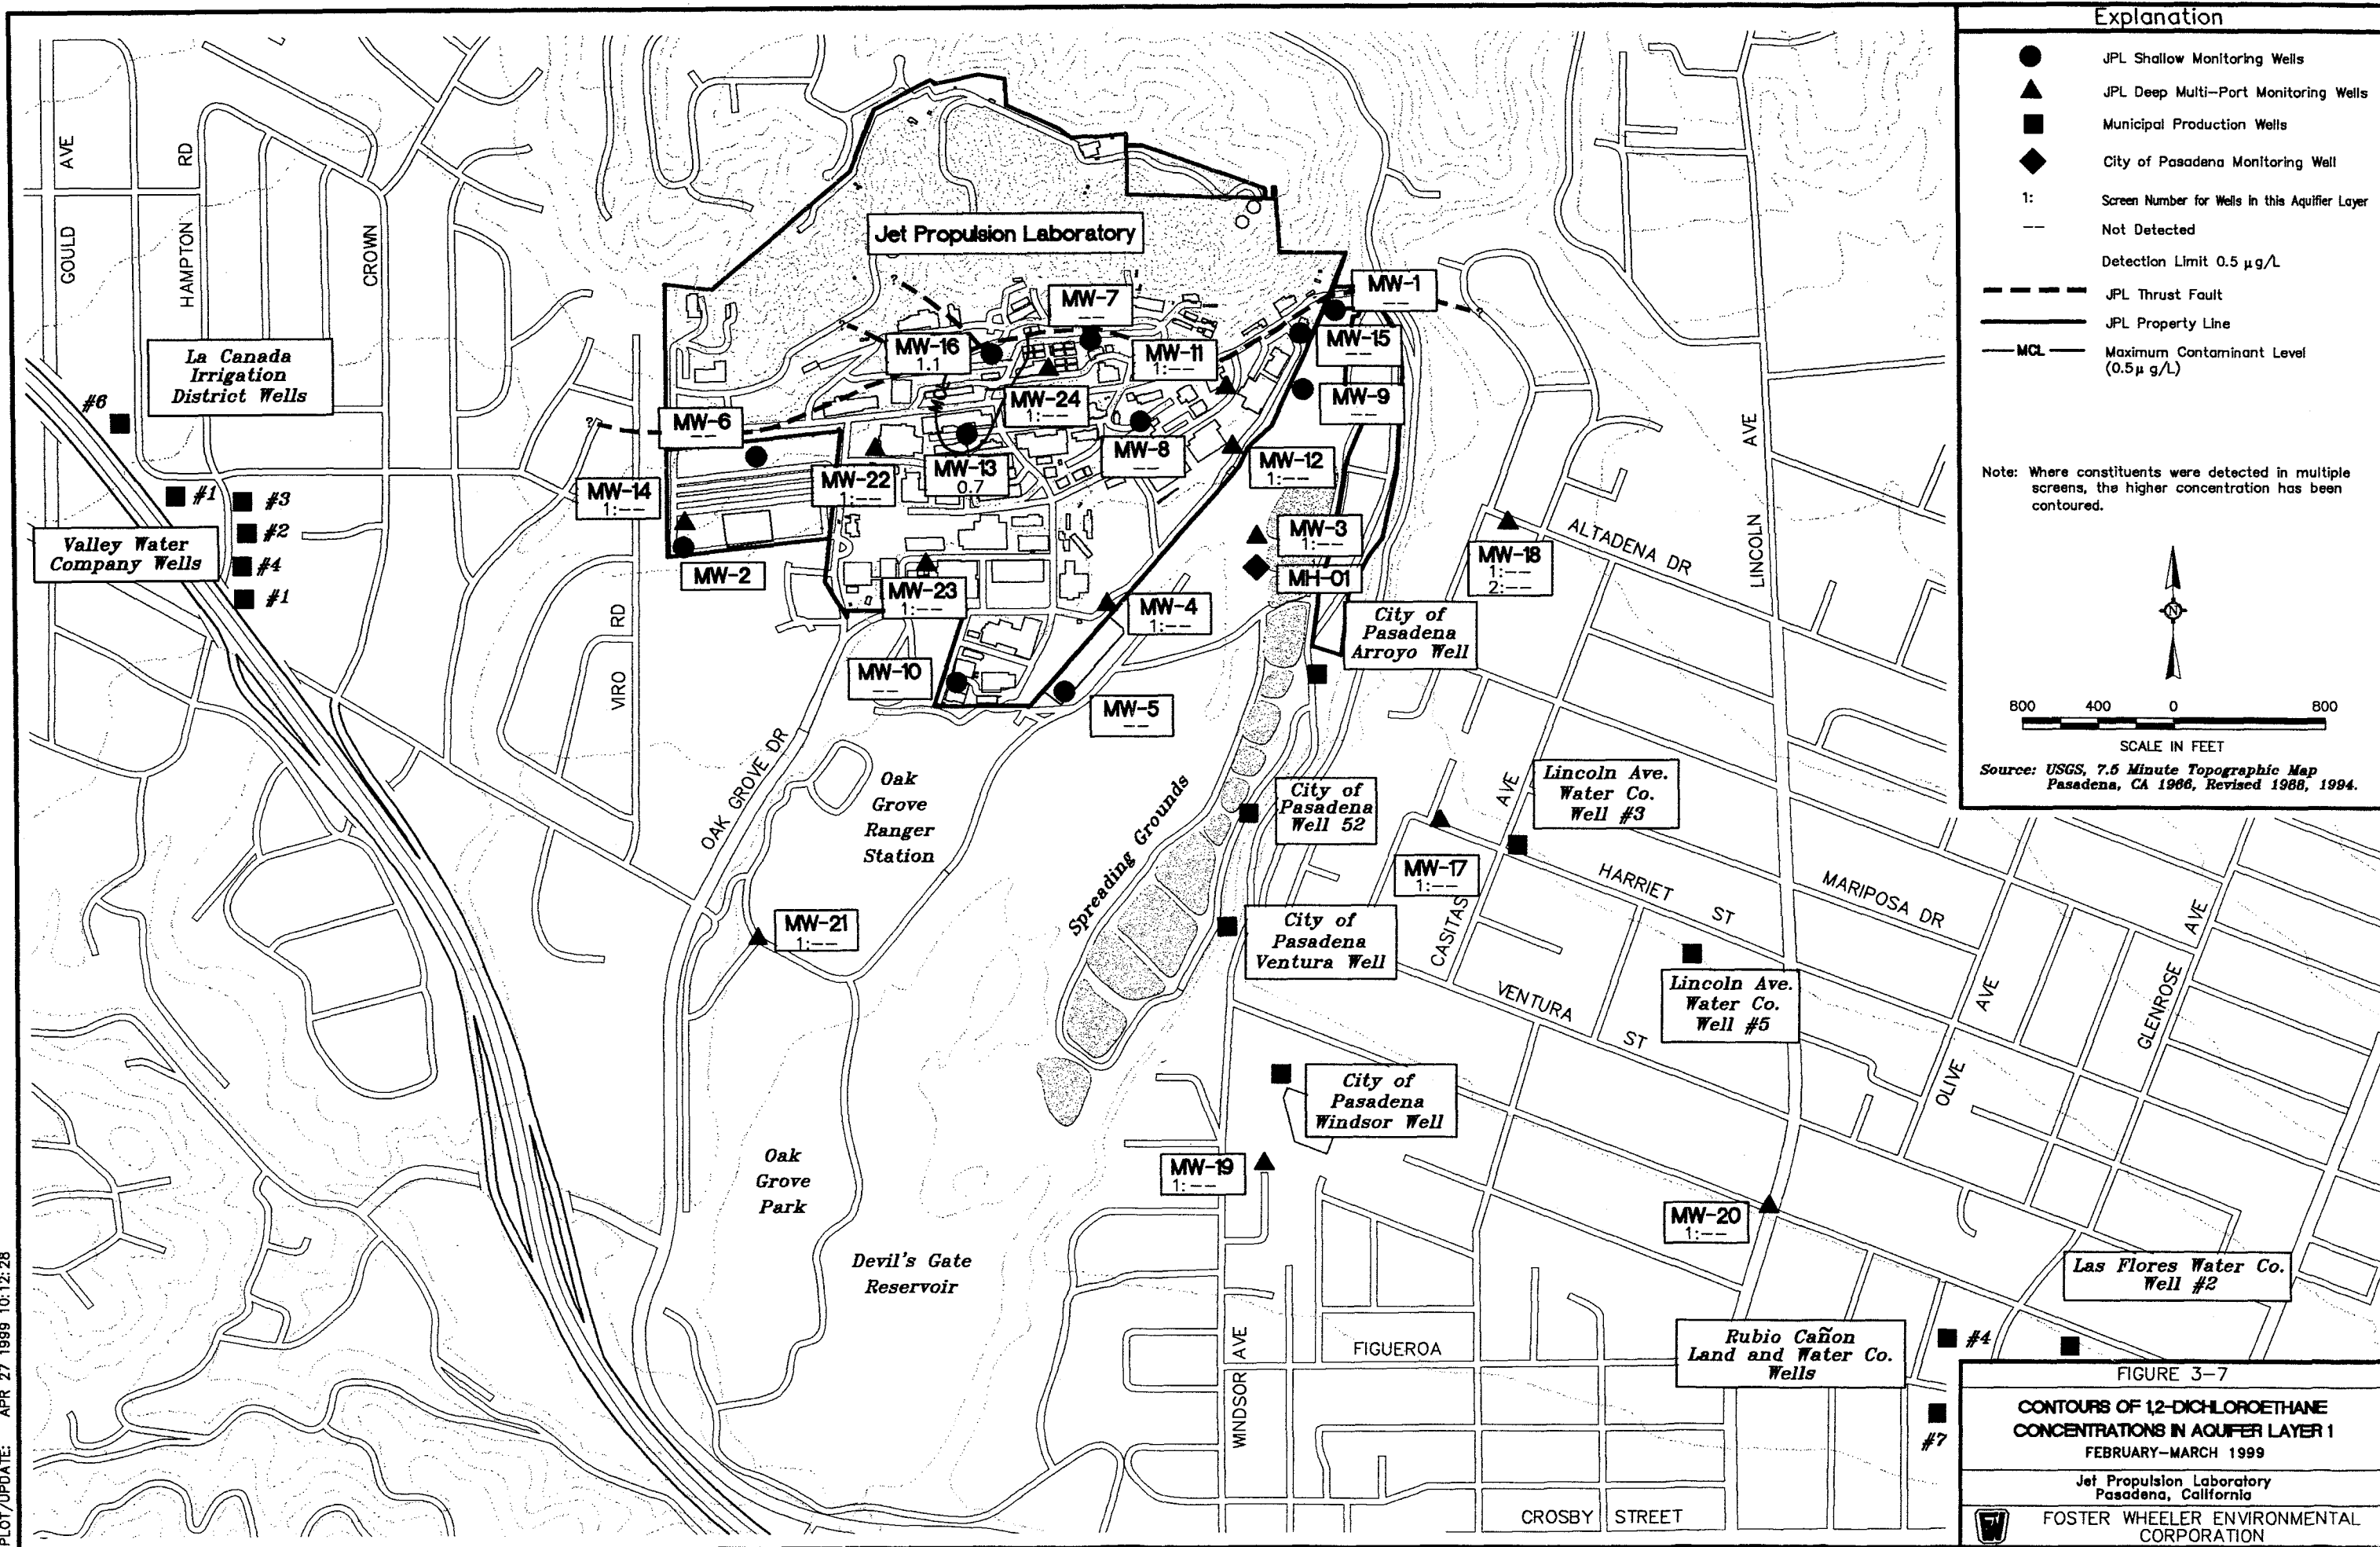 Explanation
JPL Shallow Monitoring Wells
JPL Deep Multi-Port Monitoring Wells
Municipal Production Wells
City of Pasadena Monitoring Well
1: Screen Number for Wells in this Aquifier Layer
-- Not Detected
Detection Limit 0.5 µg/L
JPL Thrust Fault
JPL Property Line
MCL Maximum Contaminant Level
(0.5µ g/L)
Note: Where constituents were detected in multiple
screens, the higher concentration has been
contoured.
N
800 400 0 800
SCALE IN FEET
Source: USGS, 7.5 Minute Topographic Map
Pasadena, CA 1966, Revised 1988, 1994.
FIGURE 3-7
CONTOURS OF 1,2-DICHLOROETHANE
CONCENTRATIONS IN AQUIFER LAYER 1
FEBRUARY-MARCH 1999
Jet Propulsion Laboratory
Pasadena, California
FOSTER WHEELER ENVIRONMENTAL
CORPORATION
PLOT/UPDATE: APR 27 1999 10:12:28
GOULD AVE
HAMPTON RD
CROWN
Jet Propulsion Laboratory
La Canada
Irrigation
District Wells
#6
#1
#3
#2
#4
#1
Valley Water
Company Wells
MW-7
--
MW-1
--
MW-16
1.1
MW-11
1:--
MW-15
--
MW-24
1:--
MW-9
--
MCL
MW-6
--
MW-8
--
MW-12
1:--
MW-13
0.7
MW-22
1:--
MW-14
1:--
MW-3
1:--
MW-2
MH-01
MW-18
1:--
2:--
MW-23
1:--
MW-4
1:--
MW-10
--
MW-5
--
City of
Pasadena
Arroyo Well
ALTADENA DR
LINCOLN AVE
VIRO RD
OAK GROVE DR
Oak
Grove
Ranger
Station
Spreading Grounds
City of
Pasadena
Well 52
Lincoln Ave.
Water Co.
Well #3
MW-17
1:--
CASITAS AVE
HARRIET ST
MARIPOSA DR
MW-21
1:--
City of
Pasadena
Ventura Well
VENTURA ST
Lincoln Ave.
Water Co.
Well #5
OLIVE AVE
GLENROSE AVE
City of
Pasadena
Windsor Well
Oak
Grove
Park
MW-19
1:--
MW-20
1:--
Devil's Gate
Reservoir
Las Flores Water Co.
Well #2
WINDSOR AVE
FIGUEROA
Rubio Cañon
Land and Water Co.
Wells
#4
#7
CROSBY STREET
?
?
?
?